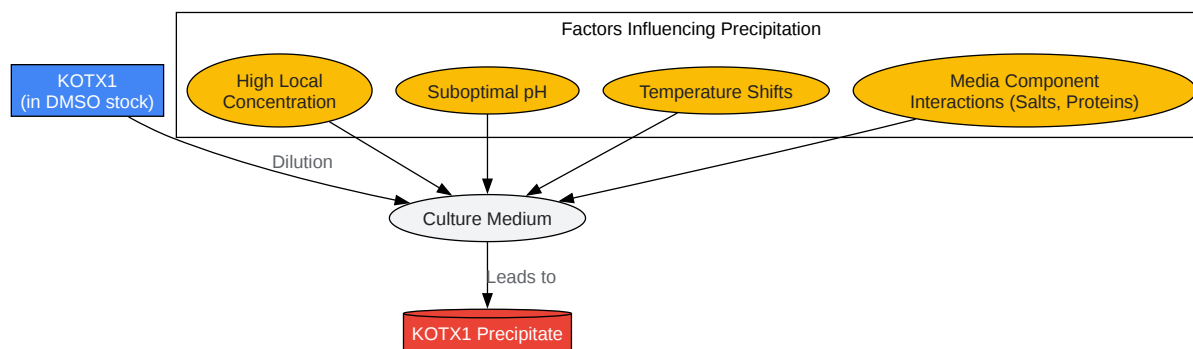 Factors Influencing Precipitation
KOTX1
(in DMSO stock)
High Local
Concentration
Suboptimal pH
Temperature Shifts
Media Component
Interactions (Salts, Proteins)
Dilution
Culture Medium
Leads to
KOTX1 Precipitate